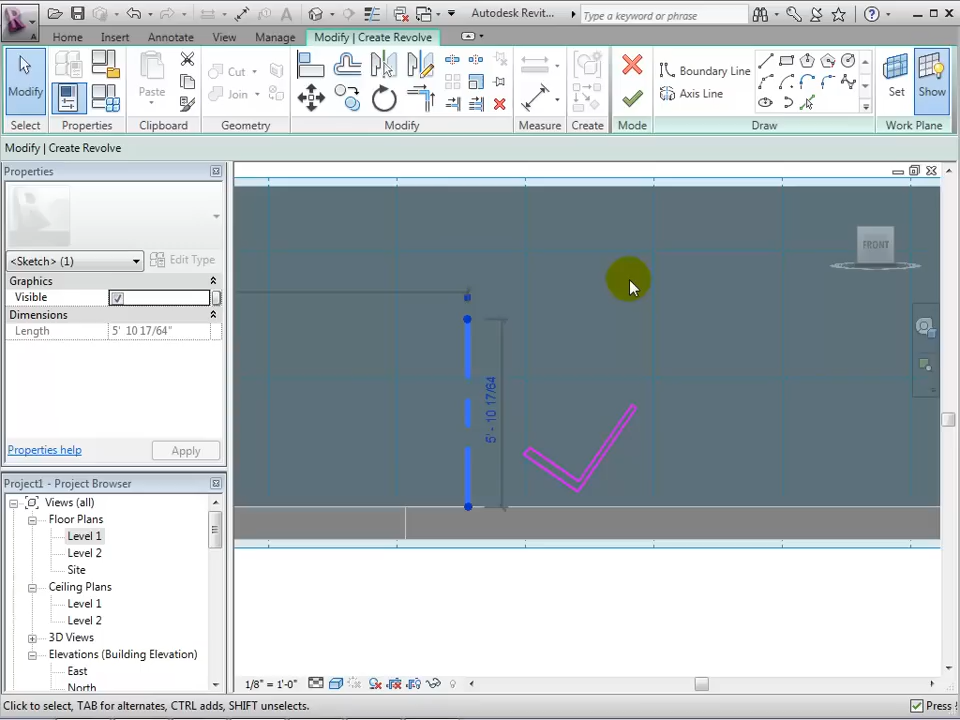 Autodesk Revit...
Type a keyword or phrase
Home Insert Annotate View Manage Modify | Create Revolve
Modify
Paste
Cut
Join
Boundary Line
Axis Line
Set
Show
Select Properties Clipboard Geometry Modify Measure Create Mode Draw Work Plane
Modify | Create Revolve
Properties
<Sketch> (1)
Edit Type
Graphics
Visible
Dimensions
Length 5' 10 17/64"
Properties help
Apply
Project1 - Project Browser
Views (all)
Floor Plans
Level 1
Level 2
Site
Ceiling Plans
Level 1
Level 2
3D Views
Elevations (Building Elevation)
East
North
5' - 10 17/64
FRONT
1/8" = 1'-0"
Click to select, TAB for alternates, CTRL adds, SHIFT unselects.
Press